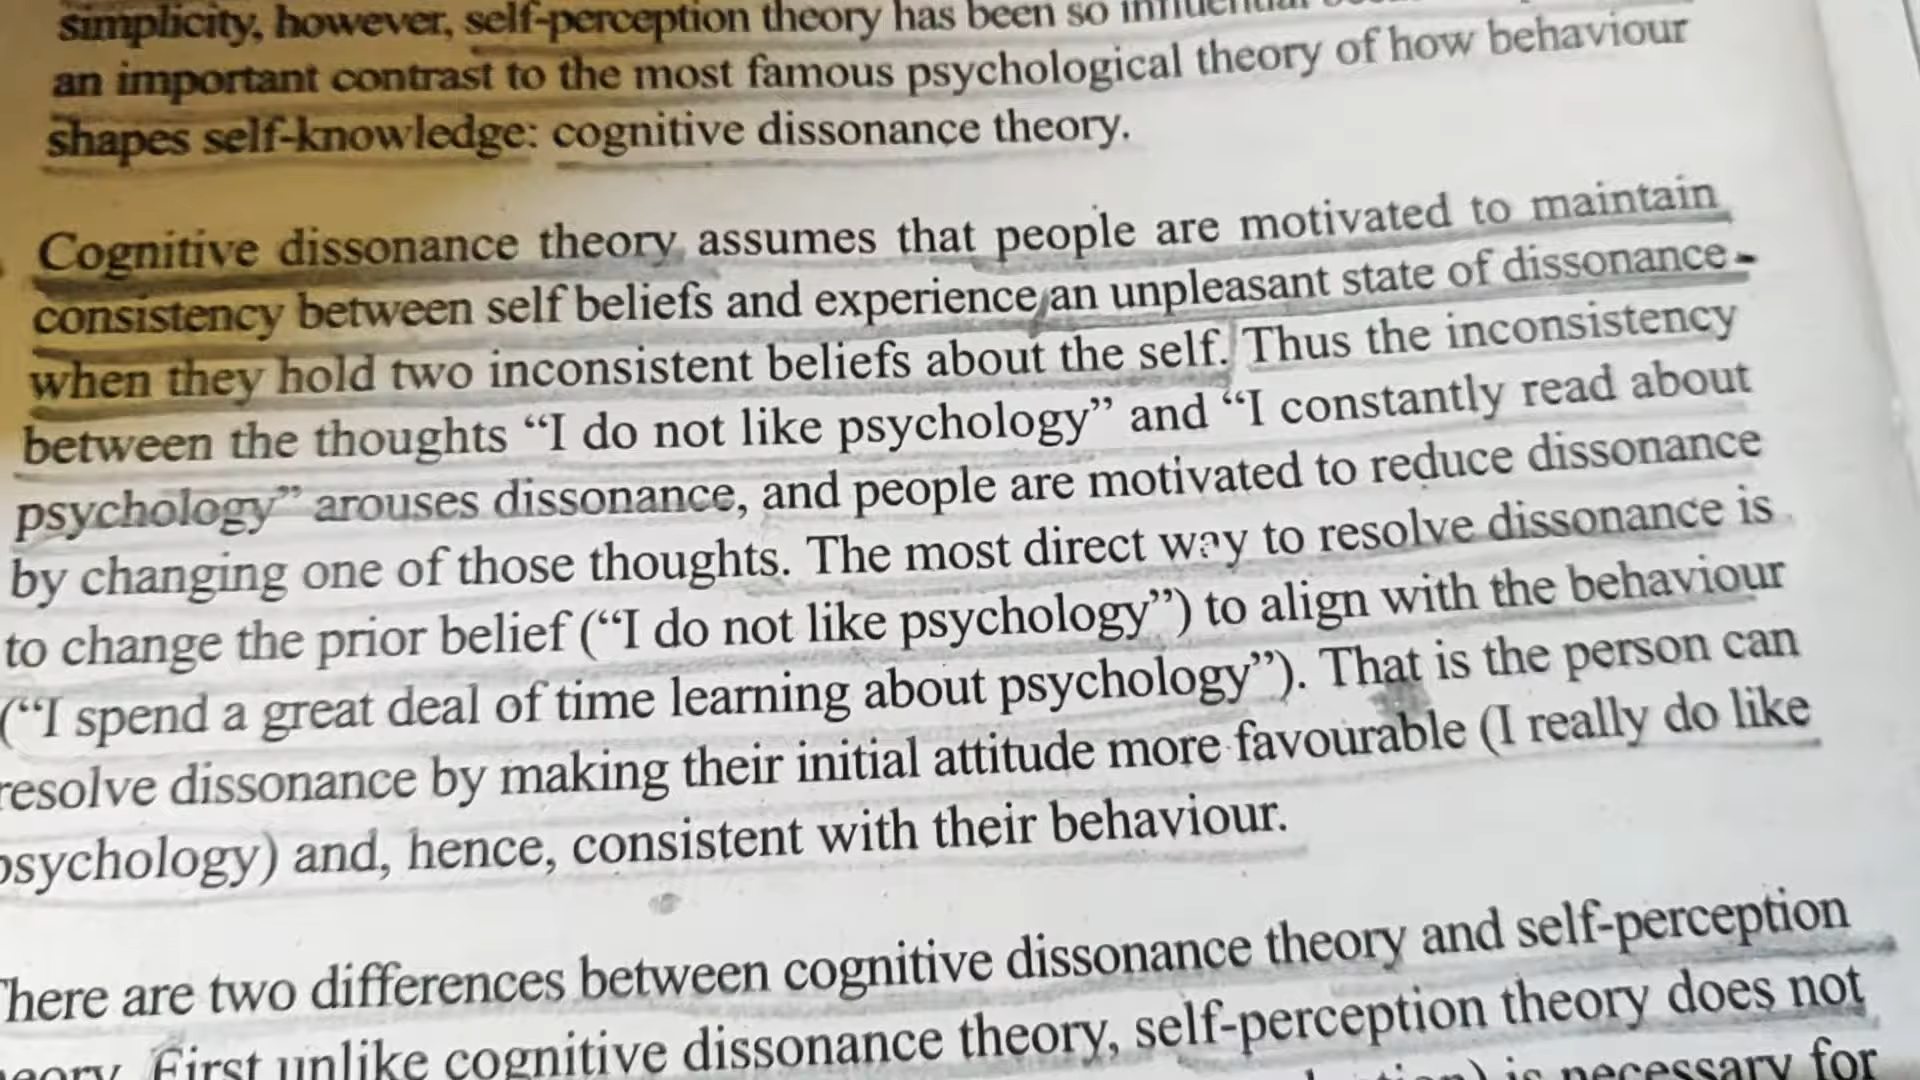 simplicity, however, self-perception theory has been so influential
an important contrast to the most famous psychological theory of how behaviour
shapes self-knowledge: cognitive dissonance theory.
Cognitive dissonance theory assumes that people are motivated to maintain
consistency between self beliefs and experience an unpleasant state of dissonance
when they hold two inconsistent beliefs about the self. Thus the inconsistency
between the thoughts “I do not like psychology” and “I constantly read about
psychology” arouses dissonance, and people are motivated to reduce dissonance
by changing one of those thoughts. The most direct way to resolve dissonance is
to change the prior belief (“I do not like psychology”) to align with the behaviour
(“I spend a great deal of time learning about psychology”). That is the person can
resolve dissonance by making their initial attitude more favourable (I really do like
psychology) and, hence, consistent with their behaviour.
There are two differences between cognitive dissonance theory and self-perception
theory. First unlike cognitive dissonance theory, self-perception theory does not
is necessary for